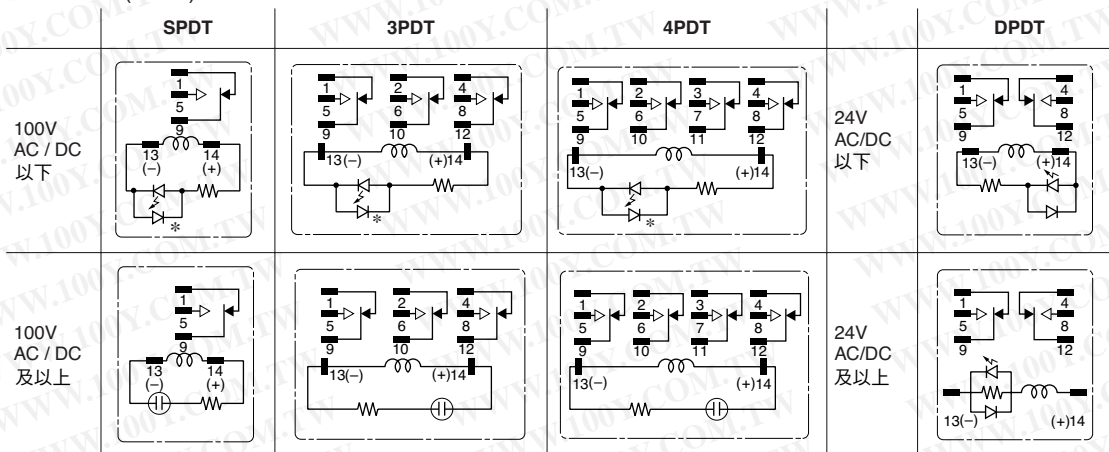 SPDT 3PDT 4PDT DPDT
100V
AC / DC
以下
1
5
9
13 14
(–) (+)
*
1 2 4
5 6 8
9 10 12
13(–) (+)14
*
1 2 3 4
5 6 7 8
9 10 11 12
13(–) (+)14
*
24V
AC/DC
以下
1 4
5 8
9 12
13(–) (+)14
100V
AC / DC
及以上
1
5
9
13 14
(–) (+)
1 2 4
5 6 8
9 10 12
13(–) (+)14
1 2 3 4
5 6 7 8
9 10 11 12
13(–) (+)14
24V
AC/DC
及以上
1 4
5 8
9 12
13(–) (+)14
WWW.100Y.COM.TW